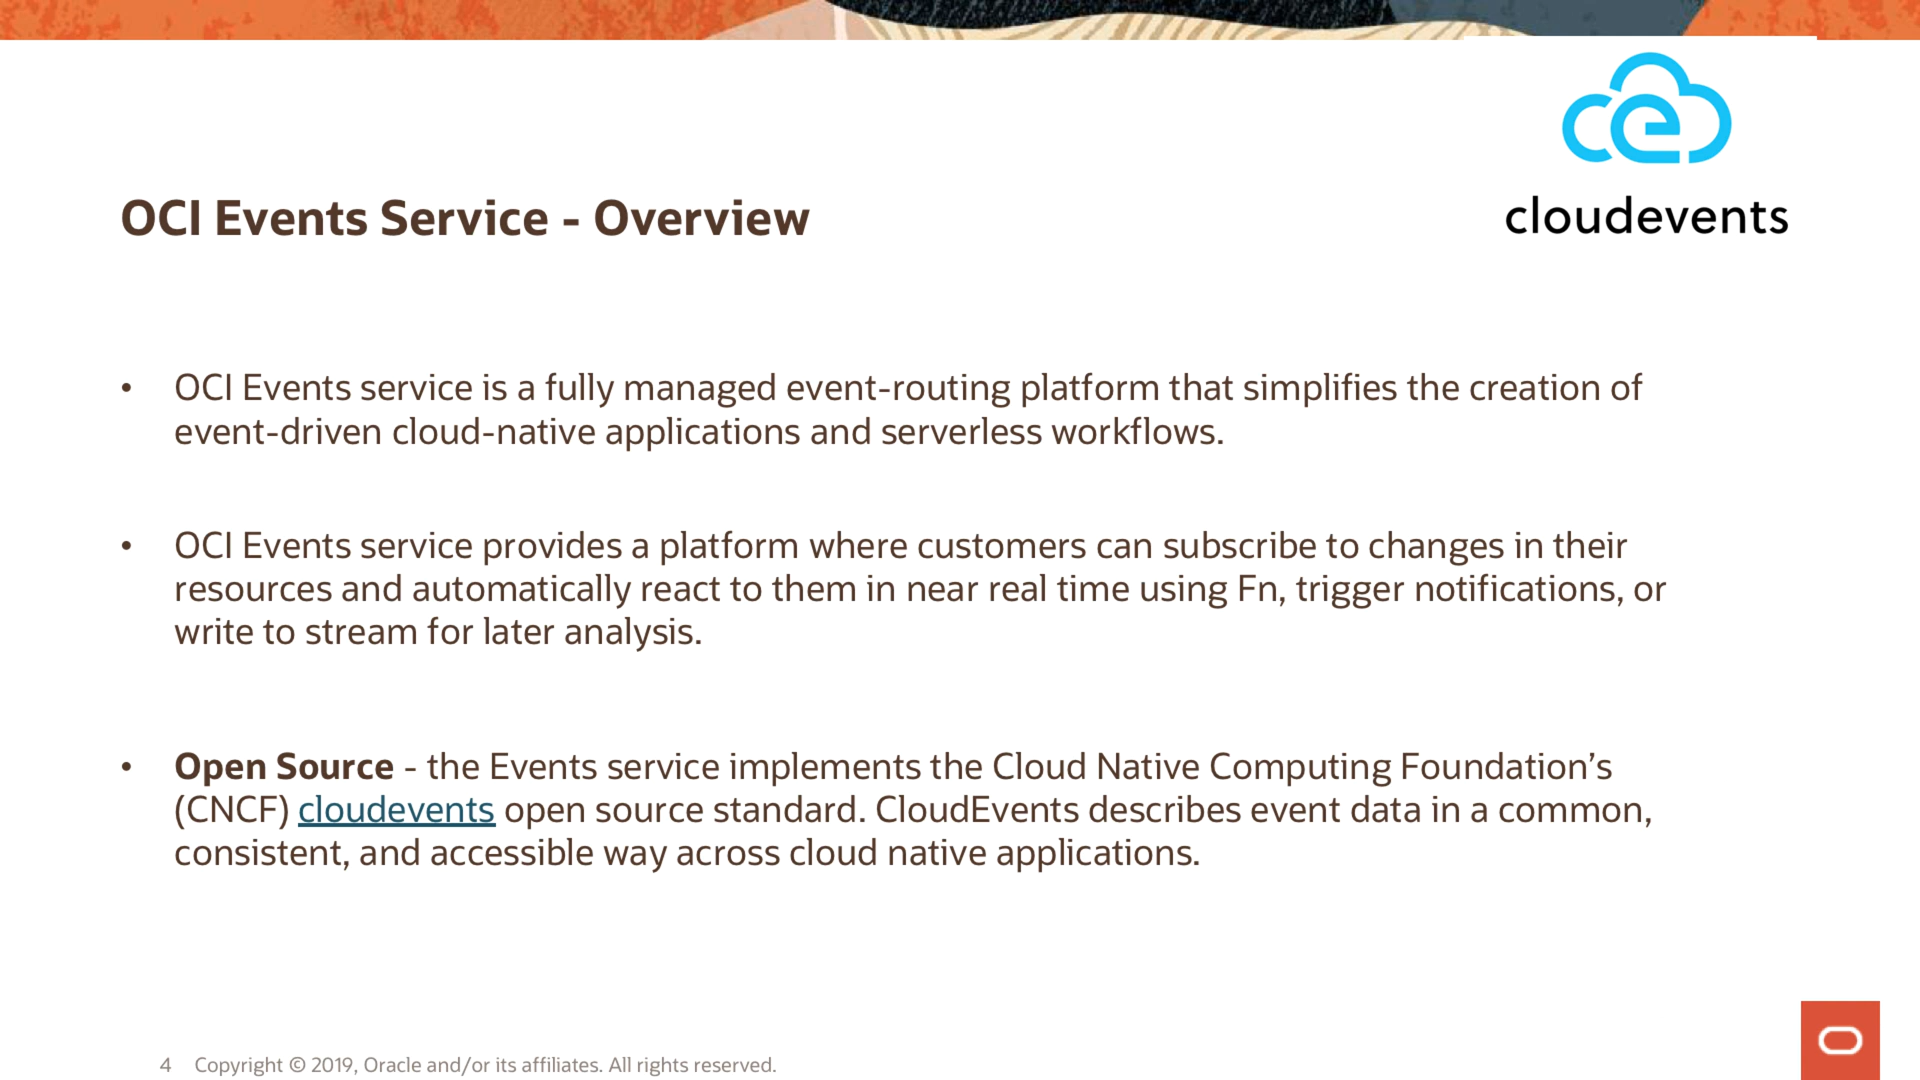 cloudevents
OCI Events Service - Overview
• OCI Events service is a fully managed event-routing platform that simplifies the creation of
event-driven cloud-native applications and serverless workflows.
• OCI Events service provides a platform where customers can subscribe to changes in their
resources and automatically react to them in near real time using Fn, trigger notifications, or
write to stream for later analysis.
• Open Source - the Events service implements the Cloud Native Computing Foundation’s
(CNCF) cloudevents open source standard. CloudEvents describes event data in a common,
consistent, and accessible way across cloud native applications.
4 Copyright © 2019, Oracle and/or its affiliates. All rights reserved.